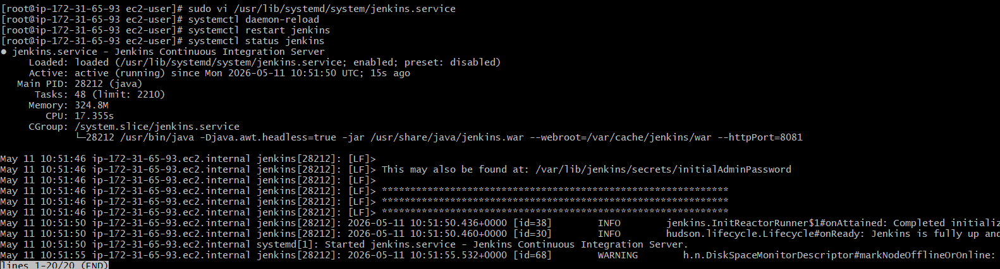 [root@ip-172-31-65-93 ec2-user]# sudo vi /usr/lib/systemd/system/jenkins.service
[root@ip-172-31-65-93 ec2-user]# systemctl daemon-reload
[root@ip-172-31-65-93 ec2-user]# systemctl restart jenkins
[root@ip-172-31-65-93 ec2-user]# systemctl status jenkins
● jenkins.service - Jenkins Continuous Integration Server
     Loaded: loaded (/usr/lib/systemd/system/jenkins.service; enabled; preset: disabled)
     Active: active (running) since Mon 2026-05-11 10:51:50 UTC; 15s ago
   Main PID: 28212 (java)
      Tasks: 48 (limit: 2210)
     Memory: 324.8M
        CPU: 17.355s
     CGroup: /system.slice/jenkins.service
             └─28212 /usr/bin/java -Djava.awt.headless=true -jar /usr/share/java/jenkins.war --webroot=/var/cache/jenkins/war --httpPort=8081
May 11 10:51:46 ip-172-31-65-93.ec2.internal jenkins[28212]: [LF]>
May 11 10:51:46 ip-172-31-65-93.ec2.internal jenkins[28212]: [LF]> This may also be found at: /var/lib/jenkins/secrets/initialAdminPassword
May 11 10:51:46 ip-172-31-65-93.ec2.internal jenkins[28212]: [LF]>
May 11 10:51:46 ip-172-31-65-93.ec2.internal jenkins[28212]: [LF]> *************************************************************
May 11 10:51:46 ip-172-31-65-93.ec2.internal jenkins[28212]: [LF]> *************************************************************
May 11 10:51:46 ip-172-31-65-93.ec2.internal jenkins[28212]: [LF]> *************************************************************
May 11 10:51:50 ip-172-31-65-93.ec2.internal jenkins[28212]: 2026-05-11 10:51:50.436+0000 [id=38]        INFO        jenkins.InitReactorRunner$1#onAttained: Completed initializ
May 11 10:51:50 ip-172-31-65-93.ec2.internal jenkins[28212]: 2026-05-11 10:51:50.460+0000 [id=30]        INFO        hudson.lifecycle.Lifecycle#onReady: Jenkins is fully up and
May 11 10:51:50 ip-172-31-65-93.ec2.internal systemd[1]: Started jenkins.service - Jenkins Continuous Integration Server.
May 11 10:51:55 ip-172-31-65-93.ec2.internal jenkins[28212]: 2026-05-11 10:51:55.532+0000 [id=68]        WARNING        h.n.DiskSpaceMonitorDescriptor#markNodeOfflineOrOnline:
lines 1-20/20 (END)